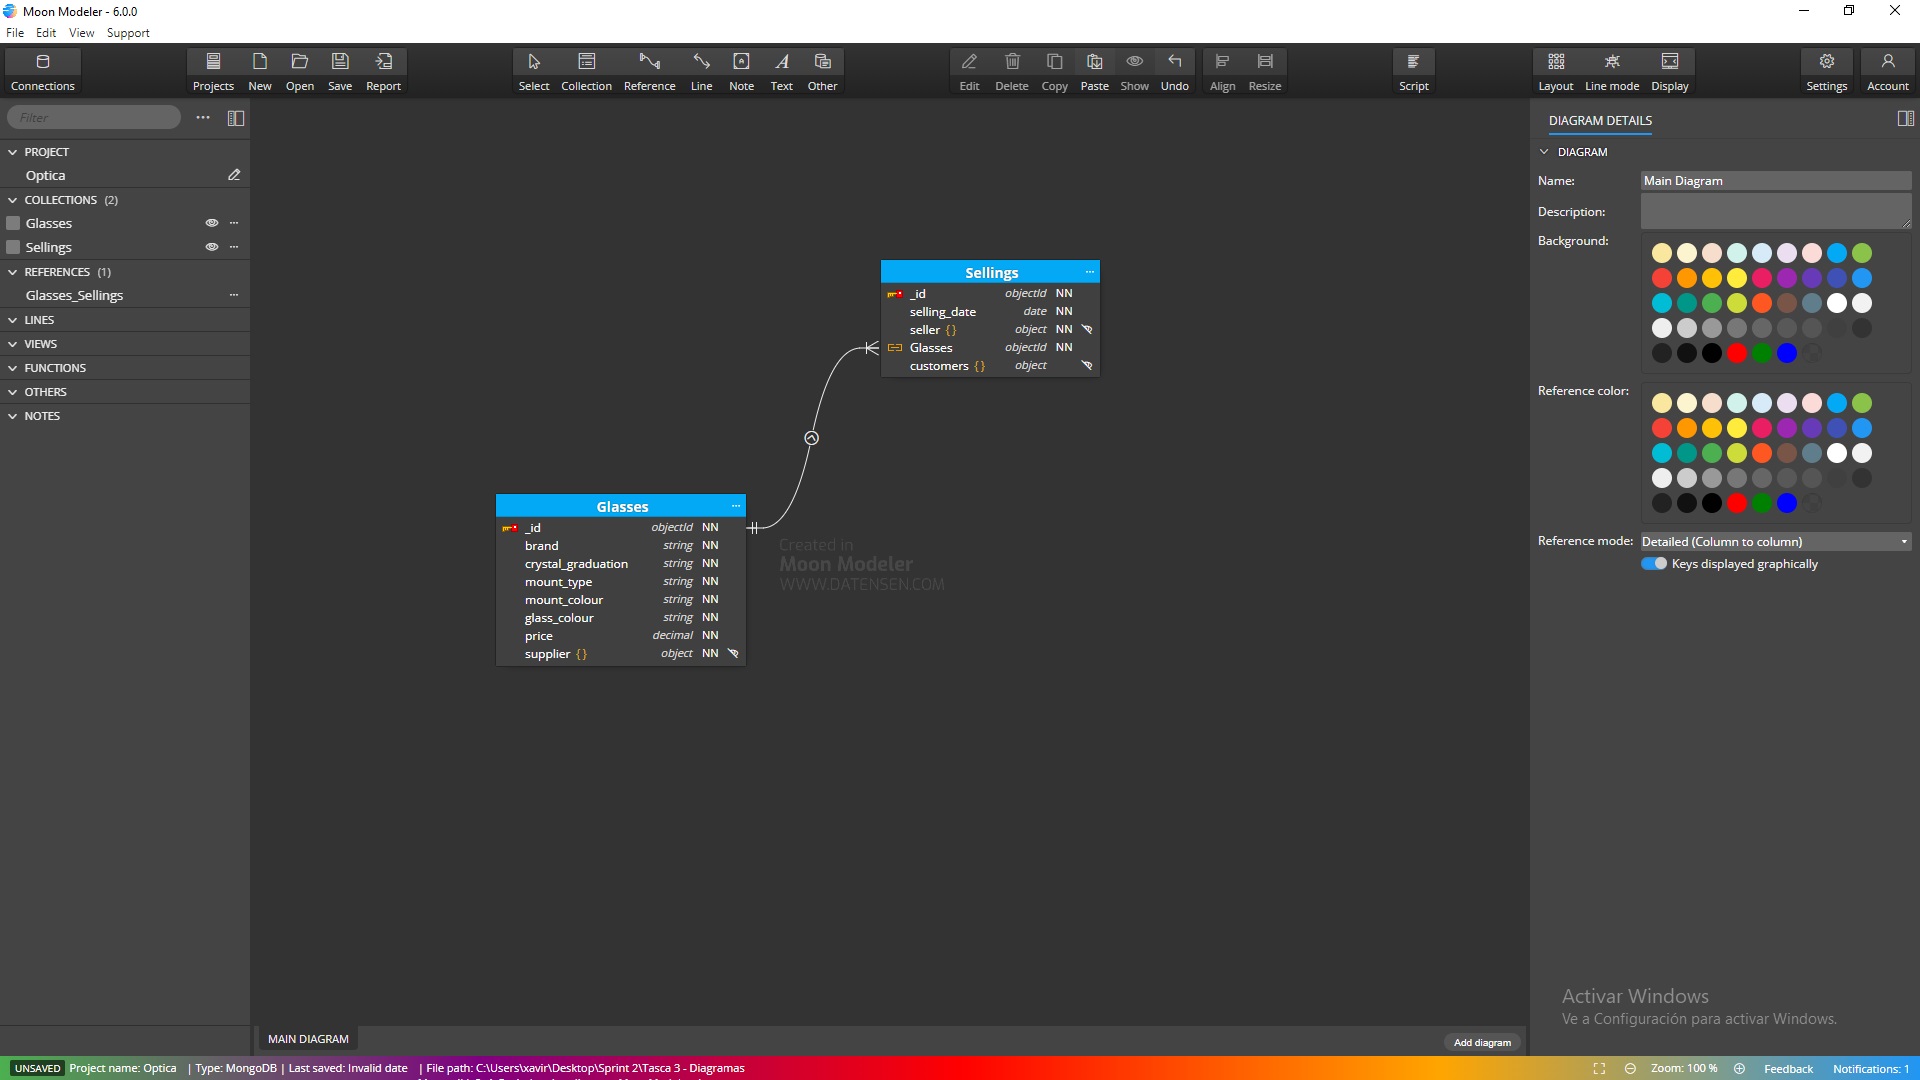 Moon Modeler - 6.0.0
File Edit View Support
Connections Projects New Open Save Report Select Collection Reference Line Note Text Other Edit Delete Copy Paste Show Undo Align Resize Script Layout Line mode Display Settings Account
Filter
PROJECT
Optica
COLLECTIONS (2)
Glasses
Sellings
REFERENCES (1)
Glasses_Sellings
LINES
VIEWS
FUNCTIONS
OTHERS
NOTES
Sellings
_id objectId NN
selling_date date NN
seller {} object NN
Glasses objectId NN
customers {} object
Glasses
_id objectId NN
brand string NN
crystal_graduation string NN
mount_type string NN
mount_colour string NN
glass_colour string NN
price decimal NN
supplier {} object NN
Created in
Moon Modeler
WWW.DATENSEN.COM
DIAGRAM DETAILS
DIAGRAM
Name: Main Diagram
Description:
Background:
Reference color:
Reference mode: Detailed (Column to column)
Keys displayed graphically
Activar Windows
Ve a Configuración para activar Windows.
MAIN DIAGRAM
Add diagram
UNSAVED Project name: Optica | Type: MongoDB | Last saved: Invalid date | File path: C:\Users\xavir\Desktop\Sprint 2\Tasca 3 - Diagramas
Zoom: 100 % Feedback Notifications: 1